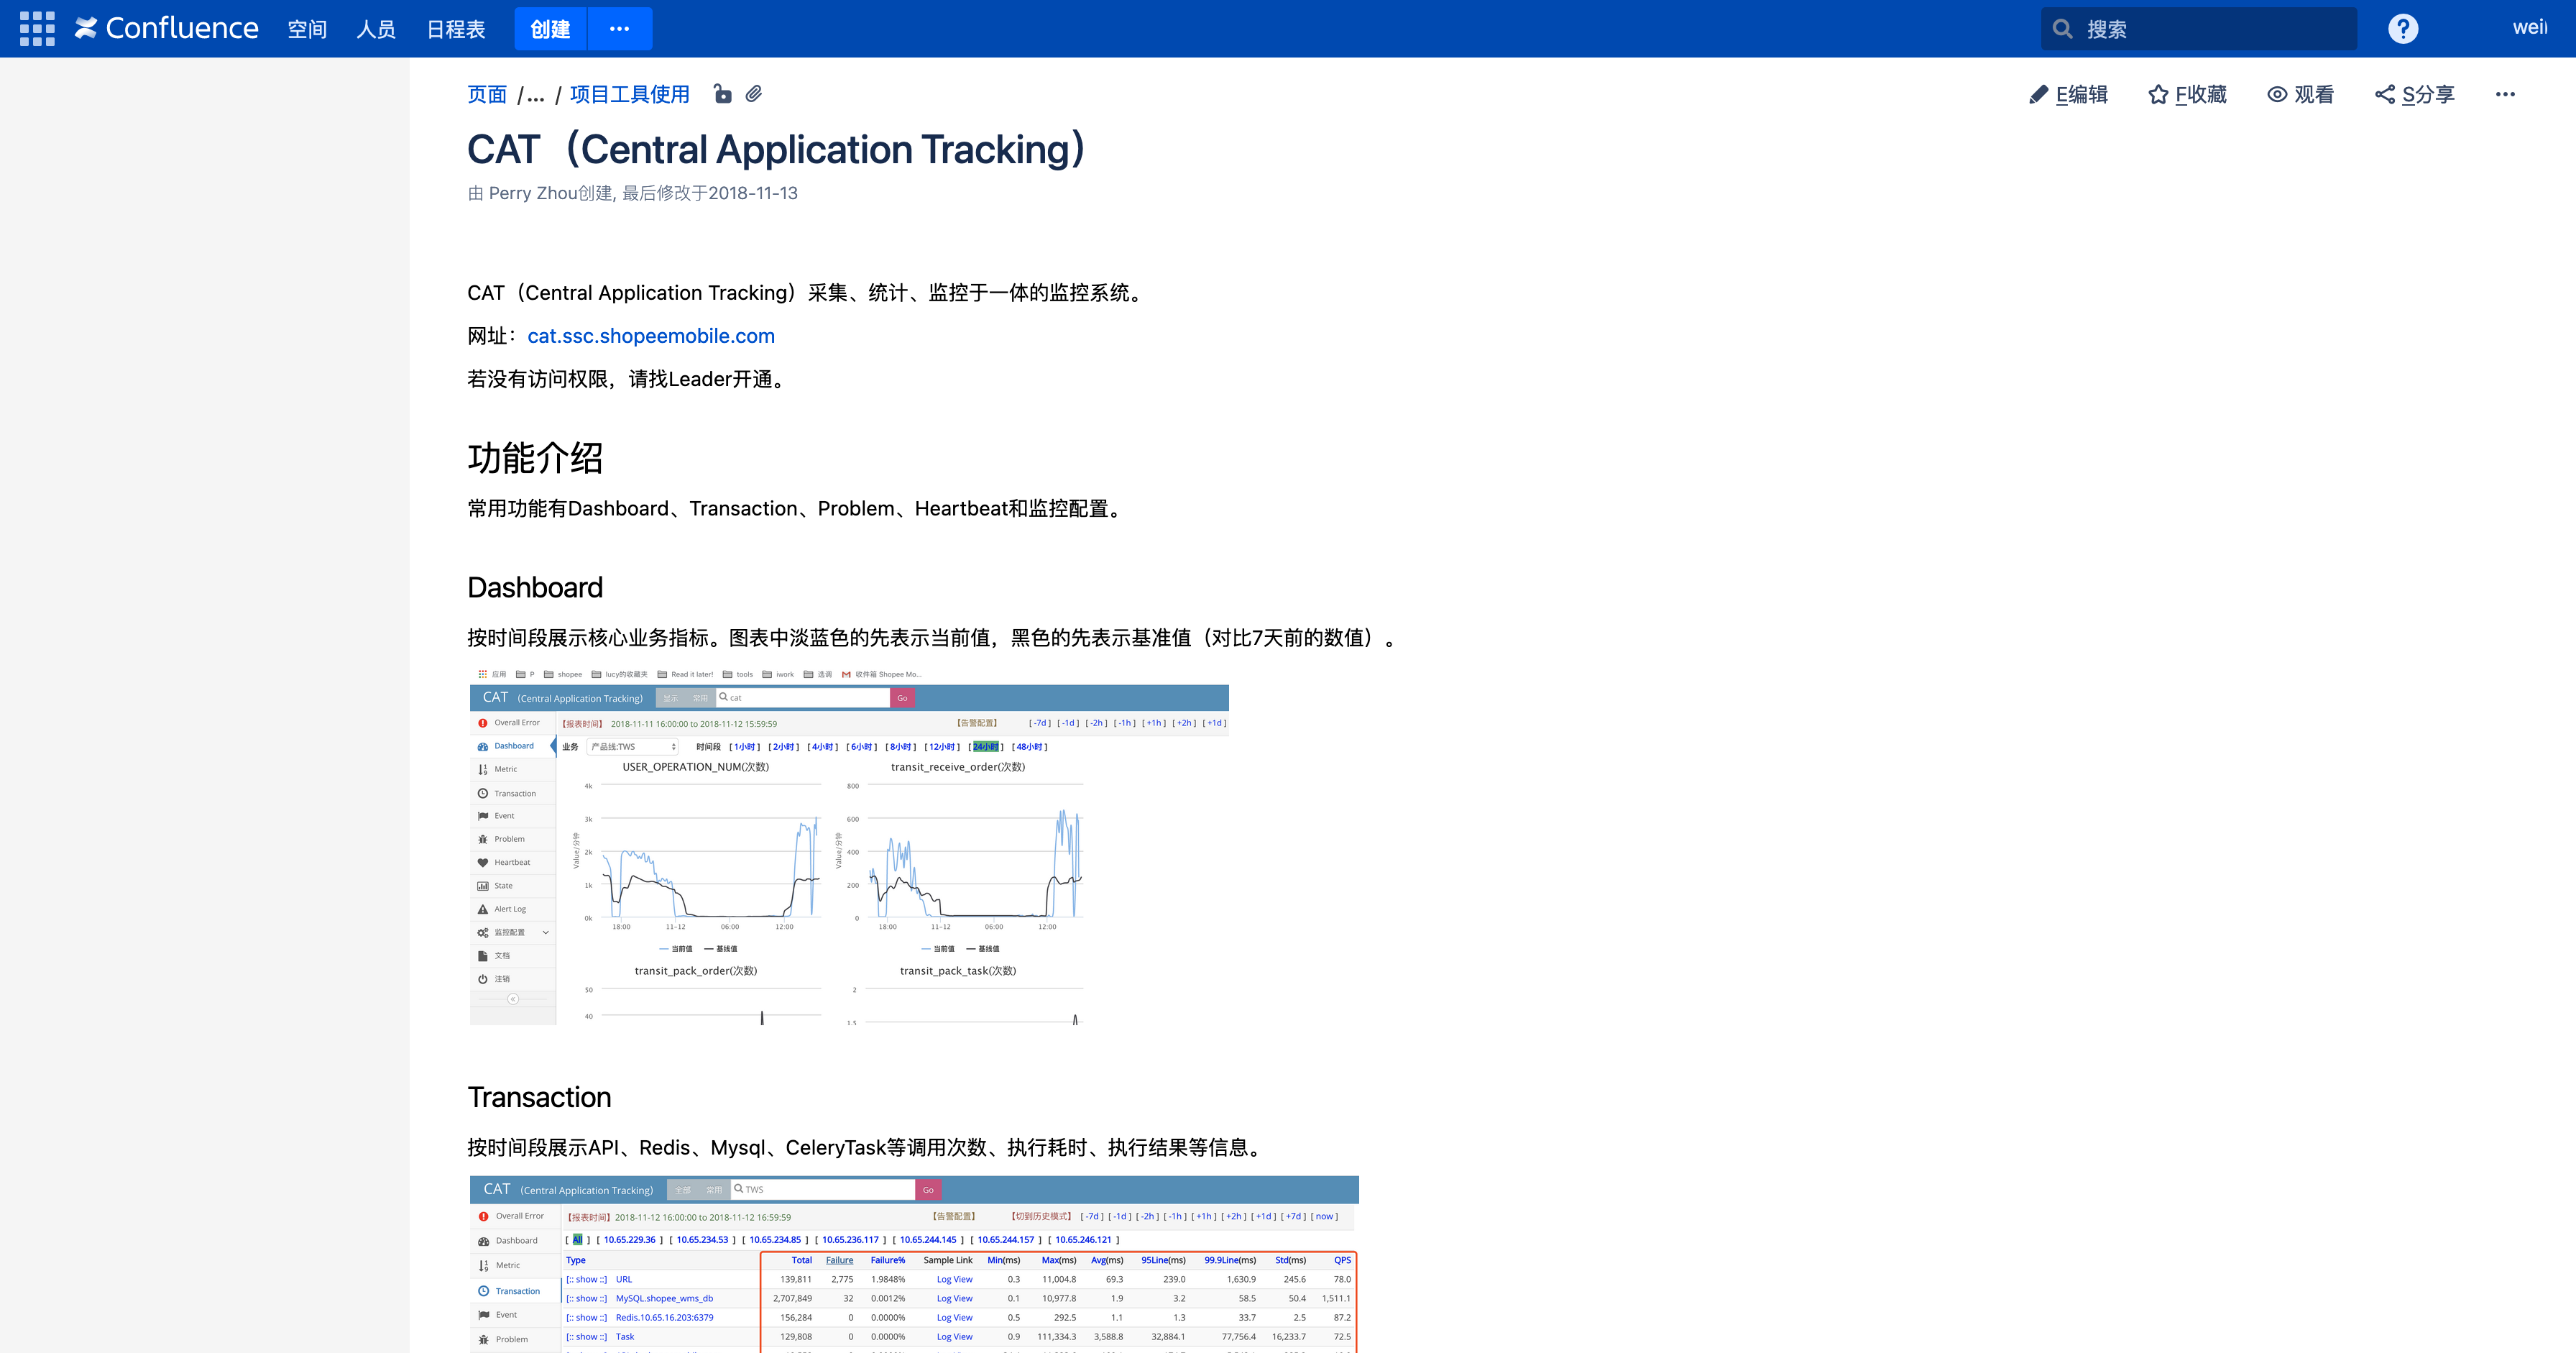 Confluence 空间 人员 日程表 创建 ··· 搜索 ? wei
页面 /... / 项目工具使用 E编辑 F收藏 观看 S分享 ···
CAT（Central Application Tracking）
由 Perry Zhou创建, 最后修改于2018-11-13
CAT（Central Application Tracking）采集、统计、监控于一体的监控系统。
网址：cat.ssc.shopeemobile.com
若没有访问权限，请找Leader开通。
功能介绍
常用功能有Dashboard、Transaction、Problem、Heartbeat和监控配置。
Dashboard
按时间段展示核心业务指标。图表中淡蓝色的先表示当前值，黑色的先表示基准值（对比7天前的数值）。
应用 P shopee lucy的收藏夹 Read it later! tools iwork 选调 收件箱 Shopee Mo...
CAT (Central Application Tracking) 显示 常用 cat Go
Overall Error
Dashboard
Metric
Transaction
Event
Problem
Heartbeat
State
Alert Log
监控配置
文档
注销
【报表时间】 2018-11-11 16:00:00 to 2018-11-12 15:59:59 【告警配置】 [ -7d ] [ -1d ] [ -2h ] [ -1h ] [ +1h ] [ +2h ] [ +1d ]
业务 产品线:TWS 时间段 [ 1小时 ] [ 2小时 ] [ 4小时 ] [ 6小时 ] [ 8小时 ] [ 12小时 ] [ 24小时 ] [ 48小时 ]
USER_OPERATION_NUM(次数)
4k
3k
2k
1k
0k
Value/分钟
18:00 11-12 06:00 12:00
当前值 基线值
transit_receive_order(次数)
800
600
400
200
0
Value/分钟
18:00 11-12 06:00 12:00
当前值 基线值
transit_pack_order(次数)
50
40
transit_pack_task(次数)
2
1.5
Transaction
按时间段展示API、Redis、Mysql、CeleryTask等调用次数、执行耗时、执行结果等信息。
CAT (Central Application Tracking) 全部 常用 TWS Go
Overall Error
Dashboard
Metric
Transaction
Event
Problem
【报表时间】2018-11-12 16:00:00 to 2018-11-12 16:59:59 【告警配置】 【切到历史模式】 [ -7d ] [ -1d ] [ -2h ] [ -1h ] [ +1h ] [ +2h ] [ +1d ] [ +7d ] [ now ]
[ All ] [ 10.65.229.36 ] [ 10.65.234.53 ] [ 10.65.234.85 ] [ 10.65.236.117 ] [ 10.65.244.145 ] [ 10.65.244.157 ] [ 10.65.246.121 ]
Type Total Failure Failure% Sample Link Min(ms) Max(ms) Avg(ms) 95Line(ms) 99.9Line(ms) Std(ms) QPS
[:: show ::] URL 139,811 2,775 1.9848% Log View 0.3 11,004.8 69.3 239.0 1,630.9 245.6 78.0
[:: show ::] MySQL.shopee_wms_db 2,707,849 32 0.0012% Log View 0.1 10,977.8 1.9 3.2 58.5 50.4 1,511.1
[:: show ::] Redis.10.65.16.203:6379 156,284 0 0.0000% Log View 0.5 292.5 1.1 1.3 33.7 2.5 87.2
[:: show ::] Task 129,808 0 0.0000% Log View 0.9 111,334.3 3,588.8 32,884.1 77,756.4 16,233.7 72.5